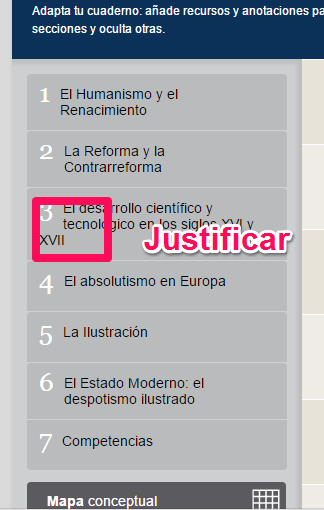 Adapta tu cuaderno: añade recursos y anotaciones pa
secciones y oculta otras.
1 El Humanismo y el
Renacimiento
2 La Reforma y la
Contrarreforma
3 El desarrollo científico y
tecnológico en los siglos XVI y
XVII
Justificar
4 El absolutismo en Europa
5 La Ilustración
6 El Estado Moderno: el
despotismo ilustrado
7 Competencias
Mapa conceptual